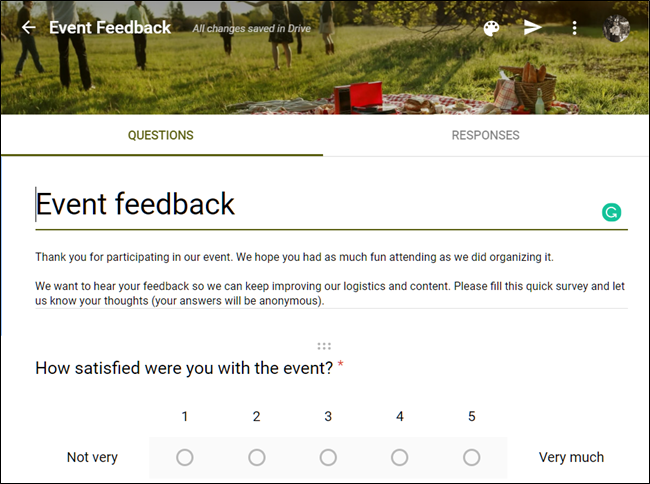 Event Feedback All changes saved in Drive
QUESTIONS RESPONSES
Event feedback
Thank you for participating in our event. We hope you had as much fun attending as we did organizing it.
We want to hear your feedback so we can keep improving our logistics and content. Please fill this quick survey and let
us know your thoughts (your answers will be anonymous).
How satisfied were you with the event? *
1 2 3 4 5
Not very Very much